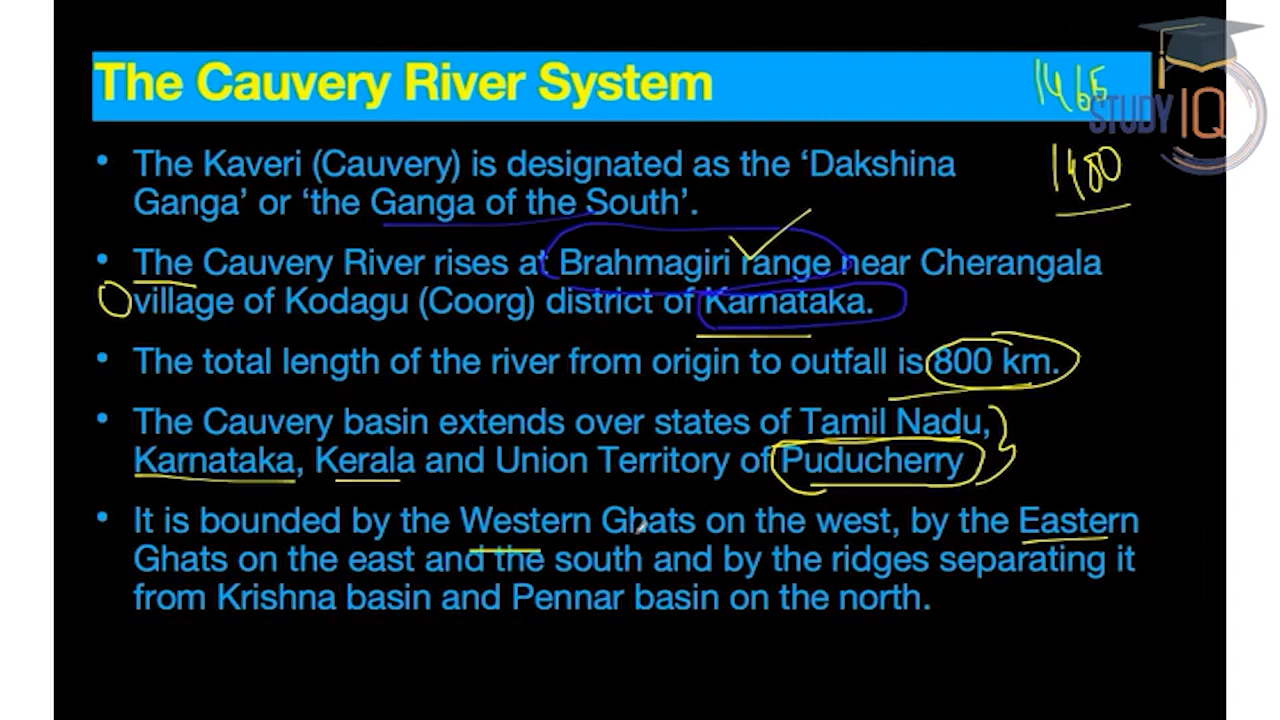 The Cauvery River System
1465
STUDY IQ
1400
• The Kaveri (Cauvery) is designated as the ‘Dakshina
Ganga’ or ‘the Ganga of the South’.
• The Cauvery River rises at Brahmagiri range near Cherangala
village of Kodagu (Coorg) district of Karnataka.
• The total length of the river from origin to outfall is 800 km.
• The Cauvery basin extends over states of Tamil Nadu,
Karnataka, Kerala and Union Territory of Puducherry
• It is bounded by the Western Ghats on the west, by the Eastern
Ghats on the east and the south and by the ridges separating it
from Krishna basin and Pennar basin on the north.